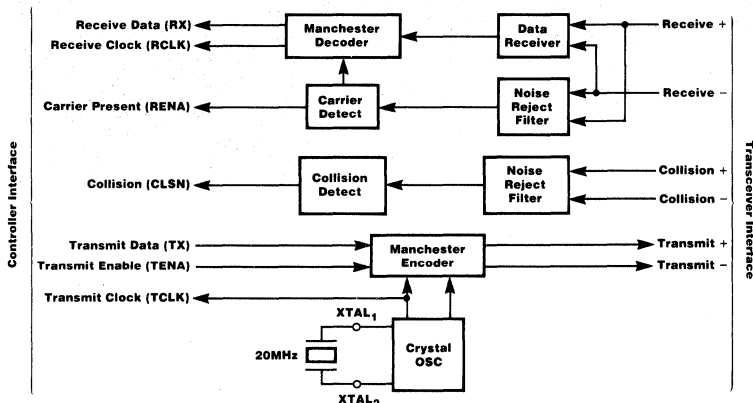 Receive Data (RX)
Receive Clock (RCLK)
Manchester
Decoder
Data
Receiver
Receive +
Carrier Present (RENA)
Carrier
Detect
Noise
Reject
Filter
Receive −
Collision (CLSN)
Collision
Detect
Noise
Reject
Filter
Collision +
Collision −
Transmit Data (TX)
Transmit Enable (TENA)
Manchester
Encoder
Transmit +
Transmit −
Transmit Clock (TCLK)
XTAL1
20MHz
Crystal
OSC
XTAL2
Controller Interface
Transceiver Interface